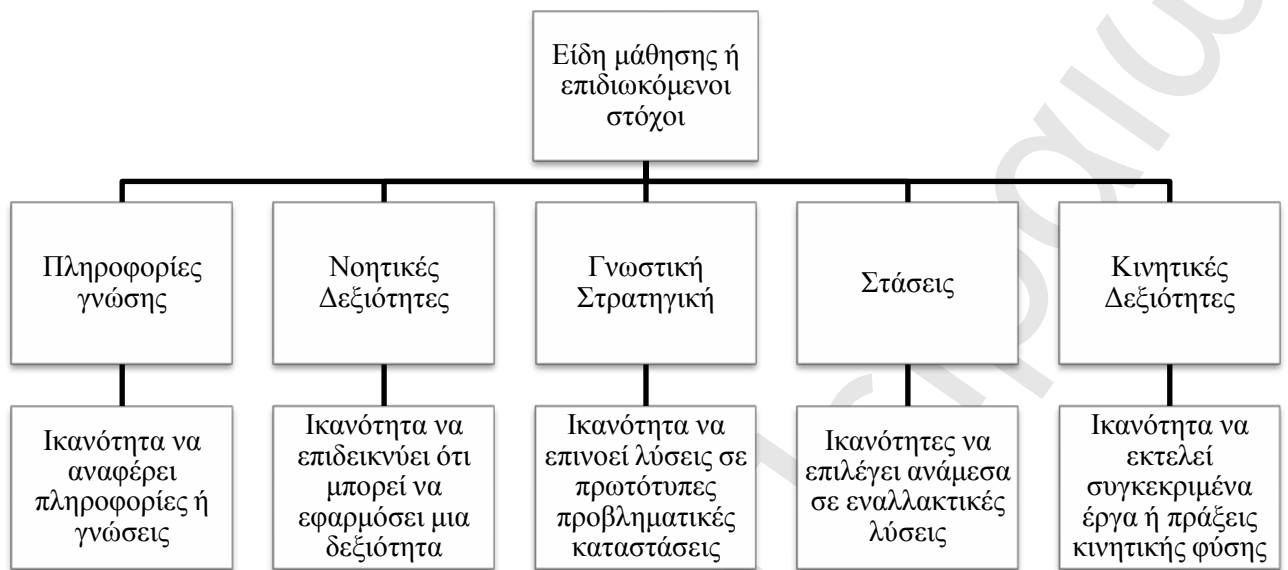 Είδη μάθησης ή
επιδιωκόμενοι
στόχοι
Πληροφορίες
γνώσης
Νοητικές
Δεξιότητες
Γνωστική
Στρατηγική
Στάσεις
Κινητικές
Δεξιότητες
Ικανότητα να
αναφέρει
πληροφορίες ή
γνώσεις
Ικανότητα να
επιδεικνύει ότι
μπορεί να
εφαρμόσει μια
δεξιότητα
Ικανότητα να
επινοεί λύσεις σε
πρωτότυπες
προβληματικές
καταστάσεις
Ικανότητες να
επιλέγει ανάμεσα
σε εναλλακτικές
λύσεις
Ικανότητα να
εκτελεί
συγκεκριμένα
έργα ή πράξεις
κινητικής φύσης